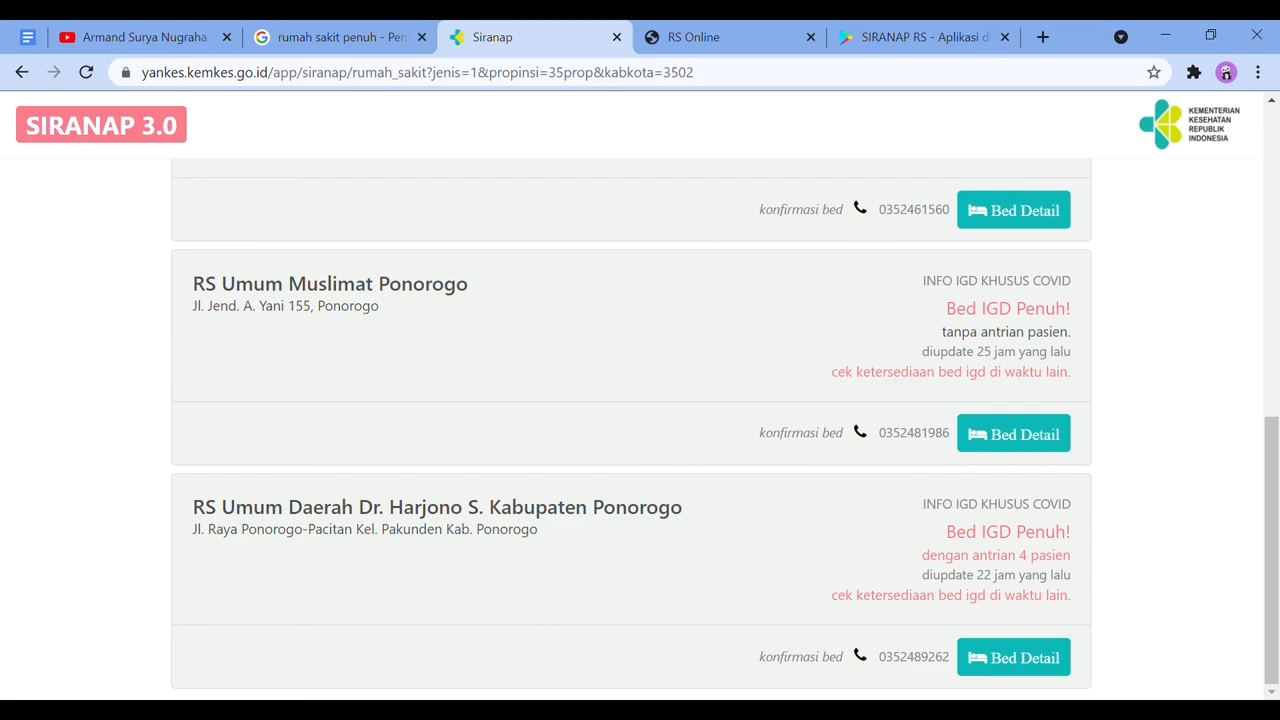 Armand Surya Nugraha
rumah sakit penuh - Pen
Siranap
RS Online
SIRANAP RS - Aplikasi d
yankes.kemkes.go.id/app/siranap/rumah_sakit?jenis=1&propinsi=35prop&kabkota=3502
SIRANAP 3.0
KEMENTERIAN
KESEHATAN
REPUBLIK
INDONESIA
konfirmasi bed 0352461560 Bed Detail
RS Umum Muslimat Ponorogo
Jl. Jend. A. Yani 155, Ponorogo
INFO IGD KHUSUS COVID
Bed IGD Penuh!
tanpa antrian pasien.
diupdate 25 jam yang lalu
cek ketersediaan bed igd di waktu lain.
konfirmasi bed 0352481986 Bed Detail
RS Umum Daerah Dr. Harjono S. Kabupaten Ponorogo
Jl. Raya Ponorogo-Pacitan Kel. Pakunden Kab. Ponorogo
INFO IGD KHUSUS COVID
Bed IGD Penuh!
dengan antrian 4 pasien
diupdate 22 jam yang lalu
cek ketersediaan bed igd di waktu lain.
konfirmasi bed 0352489262 Bed Detail